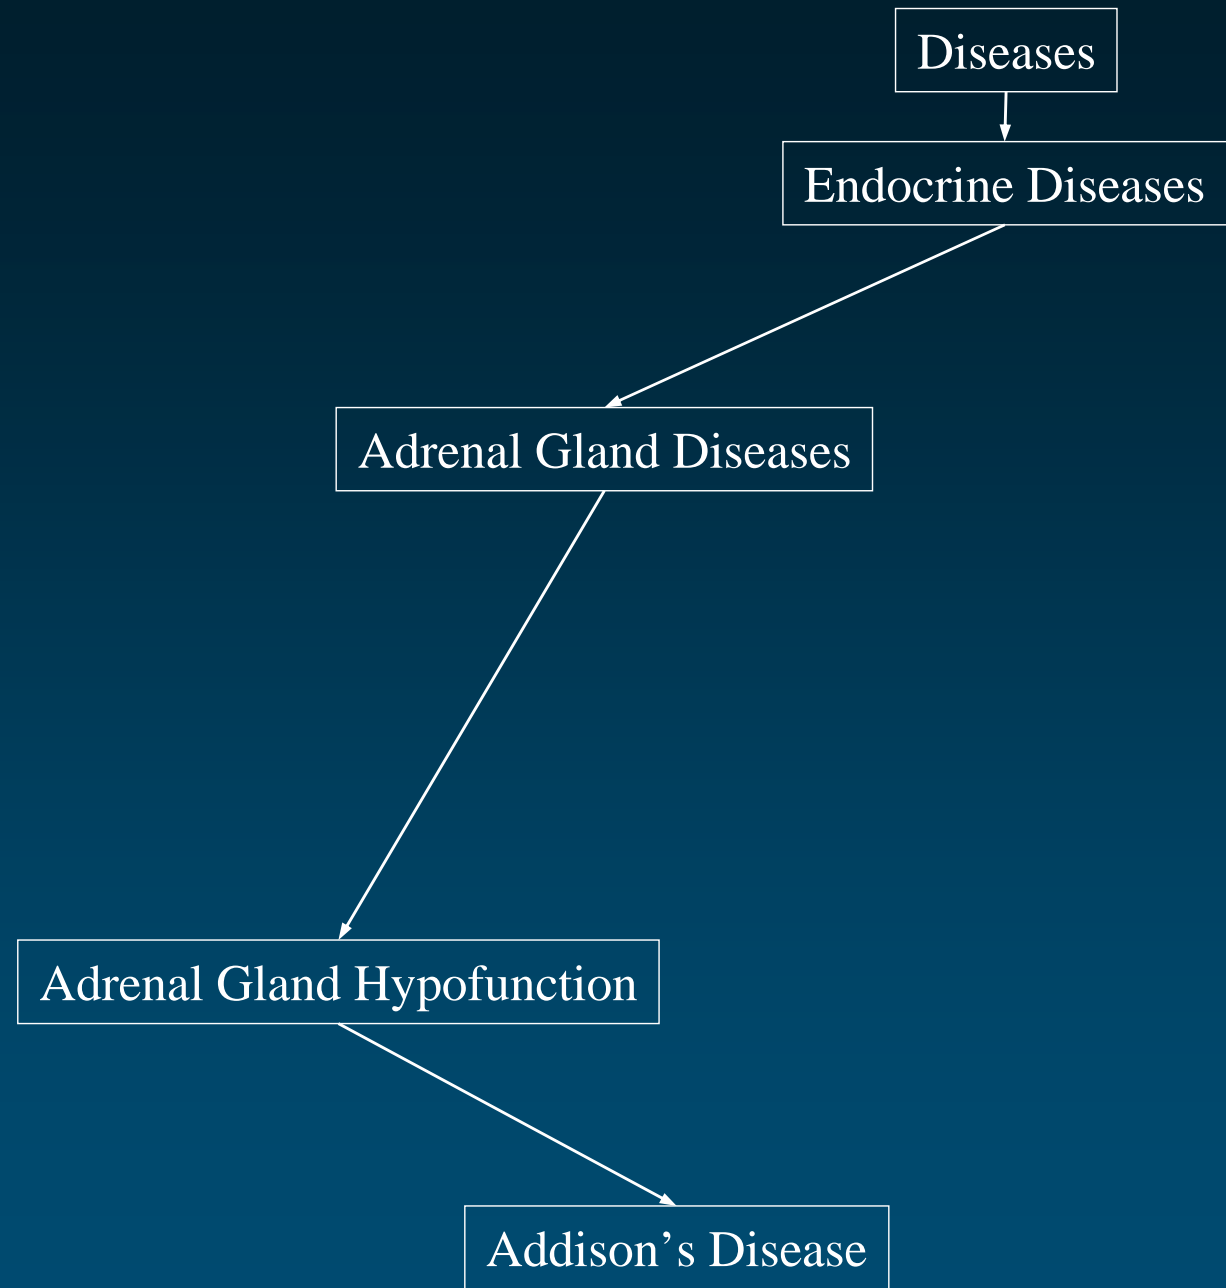 Diseases
Endocrine Diseases
Adrenal Gland Diseases
Adrenal Gland Hypofunction
Addison’s Disease